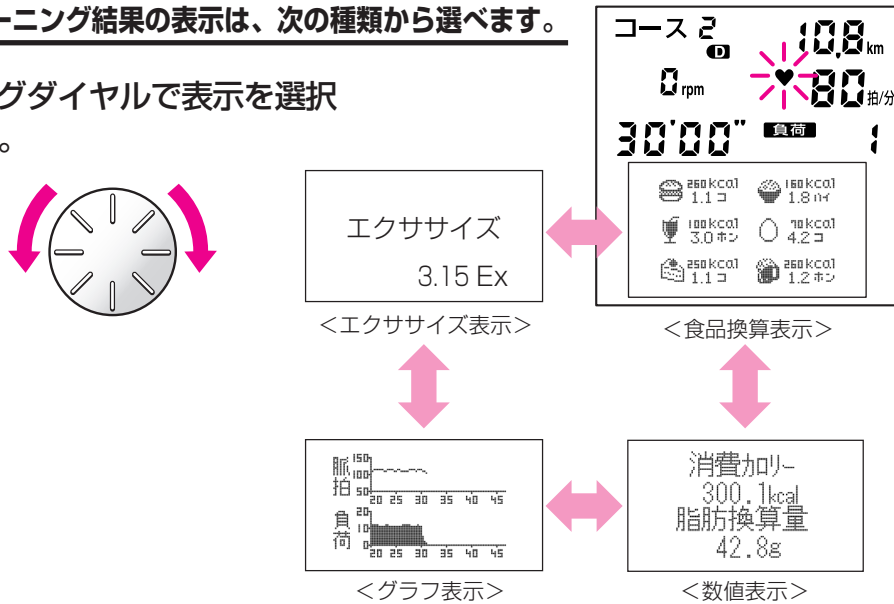 ーニング結果の表示は、次の種類から選べます。
グダイヤルで表示を選択
。
コース 2
D
10.8 km
0 rpm
80 拍/分
30'00"
負荷
1
260kcal
1.1コ
160kcal
1.8ハイ
100kcal
3.0ホン
70kcal
4.2コ
250kcal
1.1コ
260kcal
1.2ホン
エクササイズ
3.15 Ex
＜エクササイズ表示＞
＜食品換算表示＞
脈拍
150
100
50
20 25 30 35 40 45
負荷
20
10
0
20 25 30 35 40 45
＜グラフ表示＞
消費カロリー
300.1kcal
脂肪換算量
42.8g
＜数値表示＞